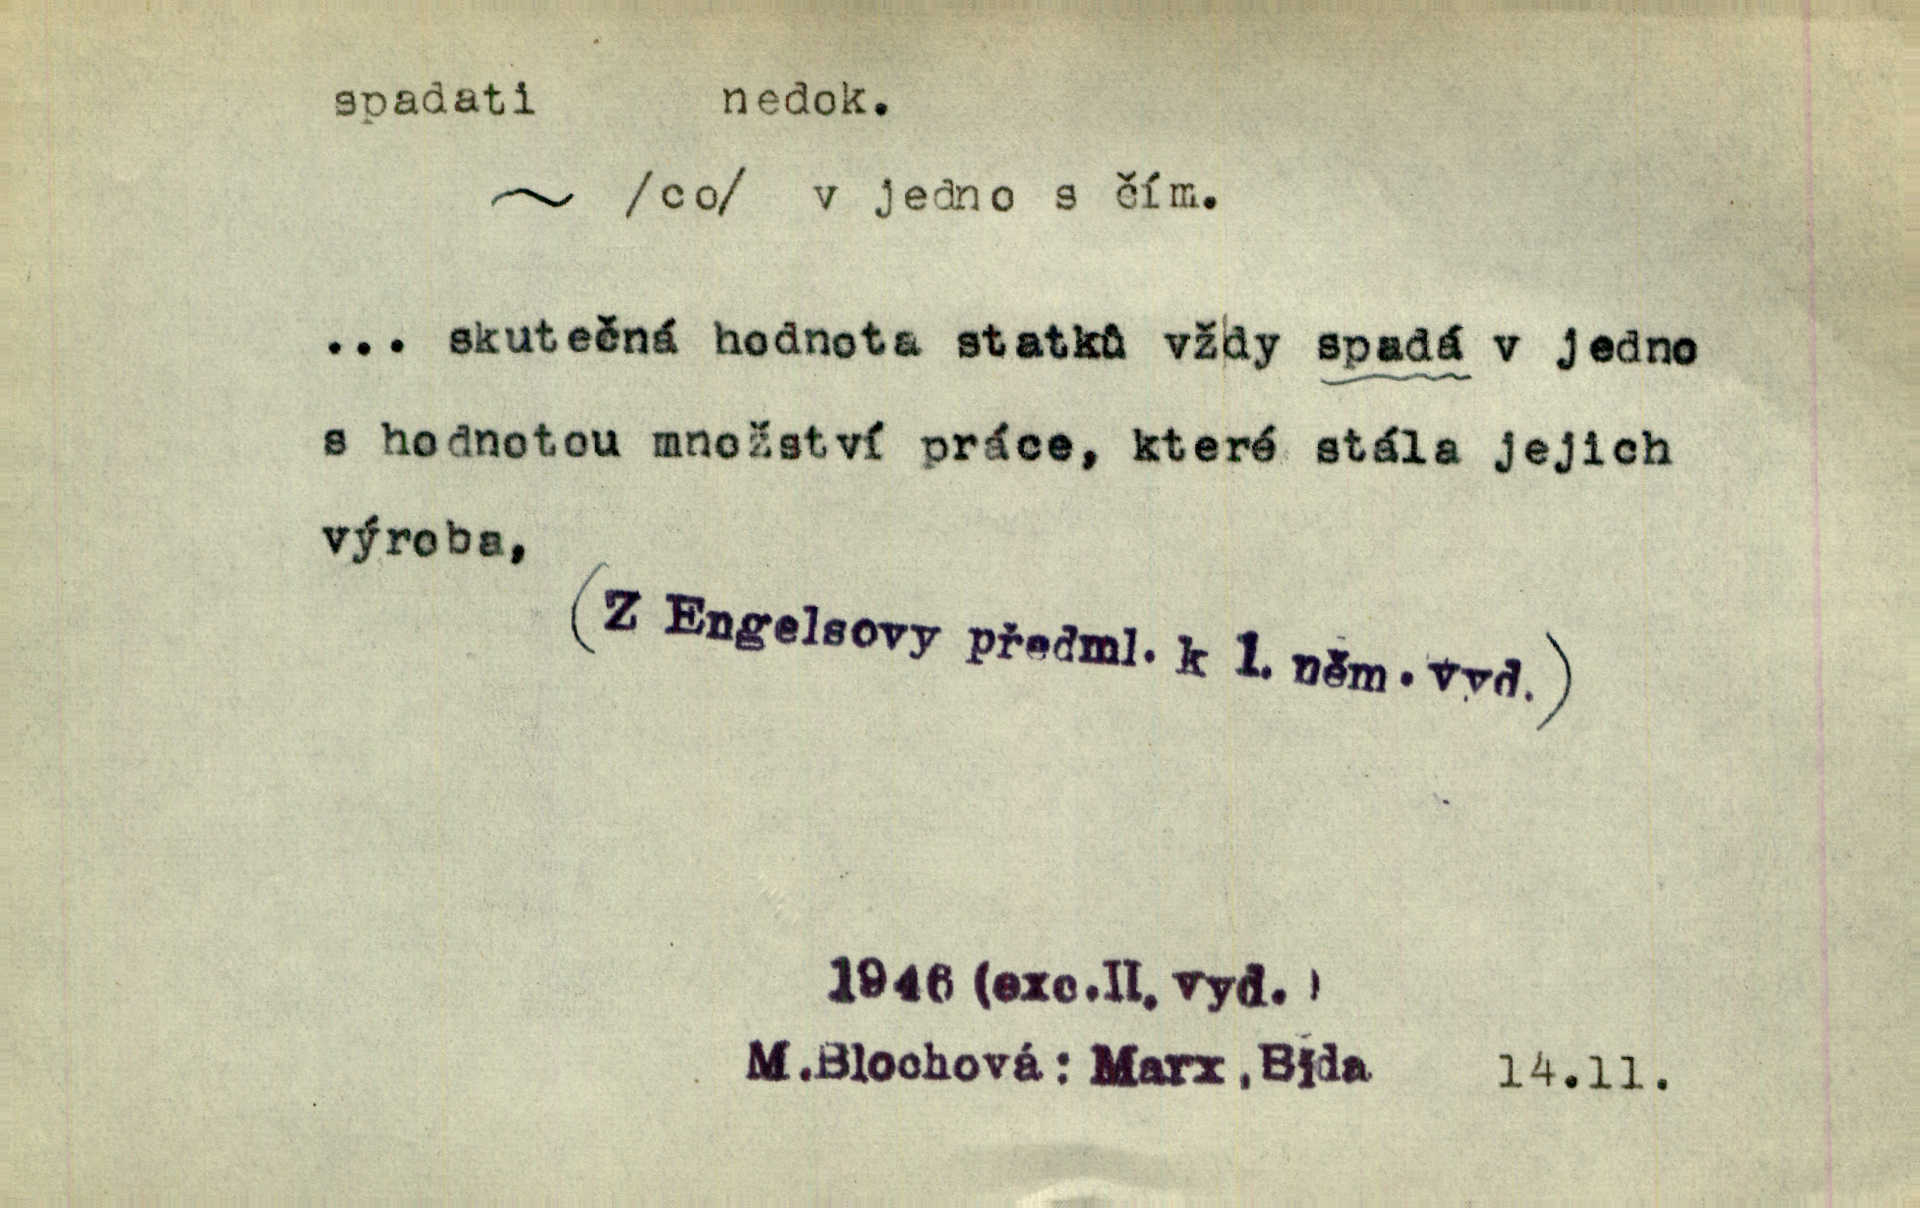 spadati nedok.
~ /co/ v jedno s čím.
... skutečná hodnota statků vždy spadá v jedno
s hodnotou množství práce, které stála jejich
výroba,
(Z Engelsovy předml. k 1. něm. vyd.)
1946 (exc.II. vyd.)
M.Blochová: Marx, Bída 14.11.